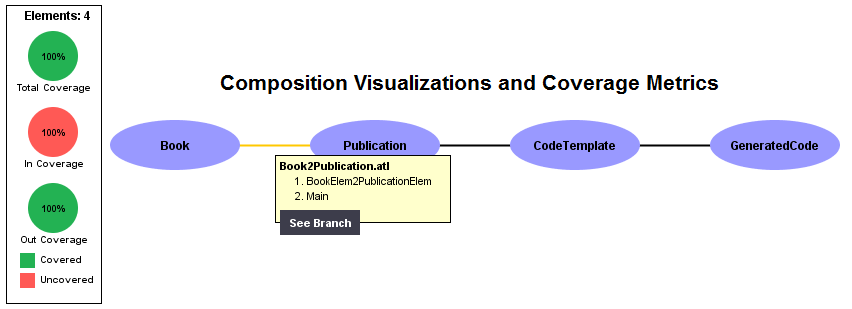 Elements: 4
100%
Total Coverage
100%
In Coverage
100%
Out Coverage
Covered
Uncovered
Composition Visualizations and Coverage Metrics
Book
Publication
CodeTemplate
GeneratedCode
Book2Publication.atl
1. BookElem2PublicationElem
2. Main
See Branch